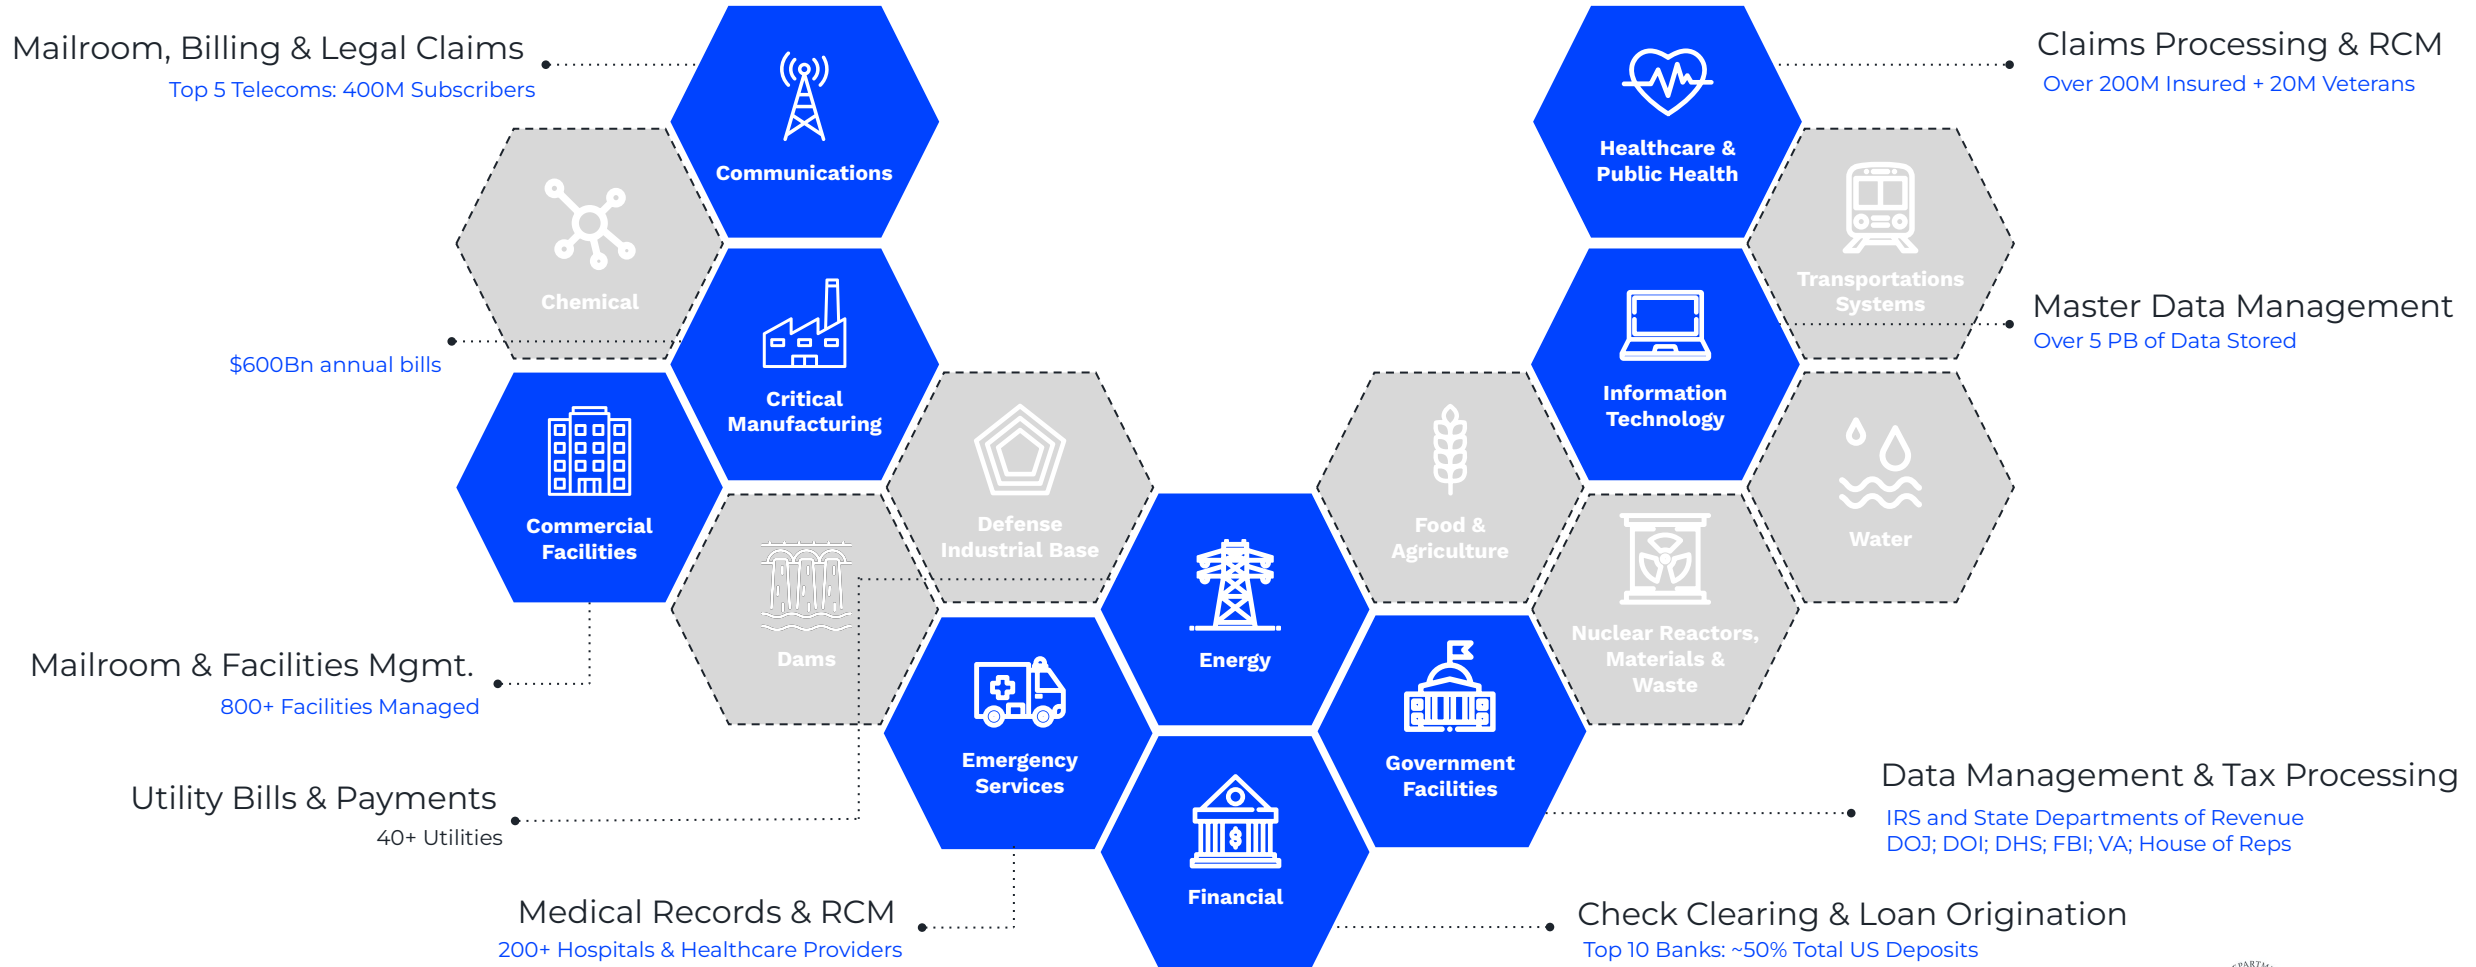 Mailroom, Billing & Legal Claims
Top 5 Telecoms: 400M Subscribers
Communications
Healthcare &
Public Health
Claims Processing & RCM
Over 200M Insured + 20M Veterans
Chemical
Transportations
Systems
$600Bn annual bills
Critical
Manufacturing
Information
Technology
Master Data Management
Over 5 PB of Data Stored
Commercial
Facilities
Defense
Industrial Base
Food &
Agriculture
Water
Mailroom & Facilities Mgmt.
800+ Facilities Managed
Dams
Energy
Nuclear Reactors,
Materials &
Waste
Utility Bills & Payments
40+ Utilities
Emergency
Services
Government
Facilities
Data Management & Tax Processing
IRS and State Departments of Revenue
DOJ; DOI; DHS; FBI; VA; House of Reps
Medical Records & RCM
200+ Hospitals & Healthcare Providers
$
Financial
Check Clearing & Loan Origination
Top 10 Banks: ~50% Total US Deposits